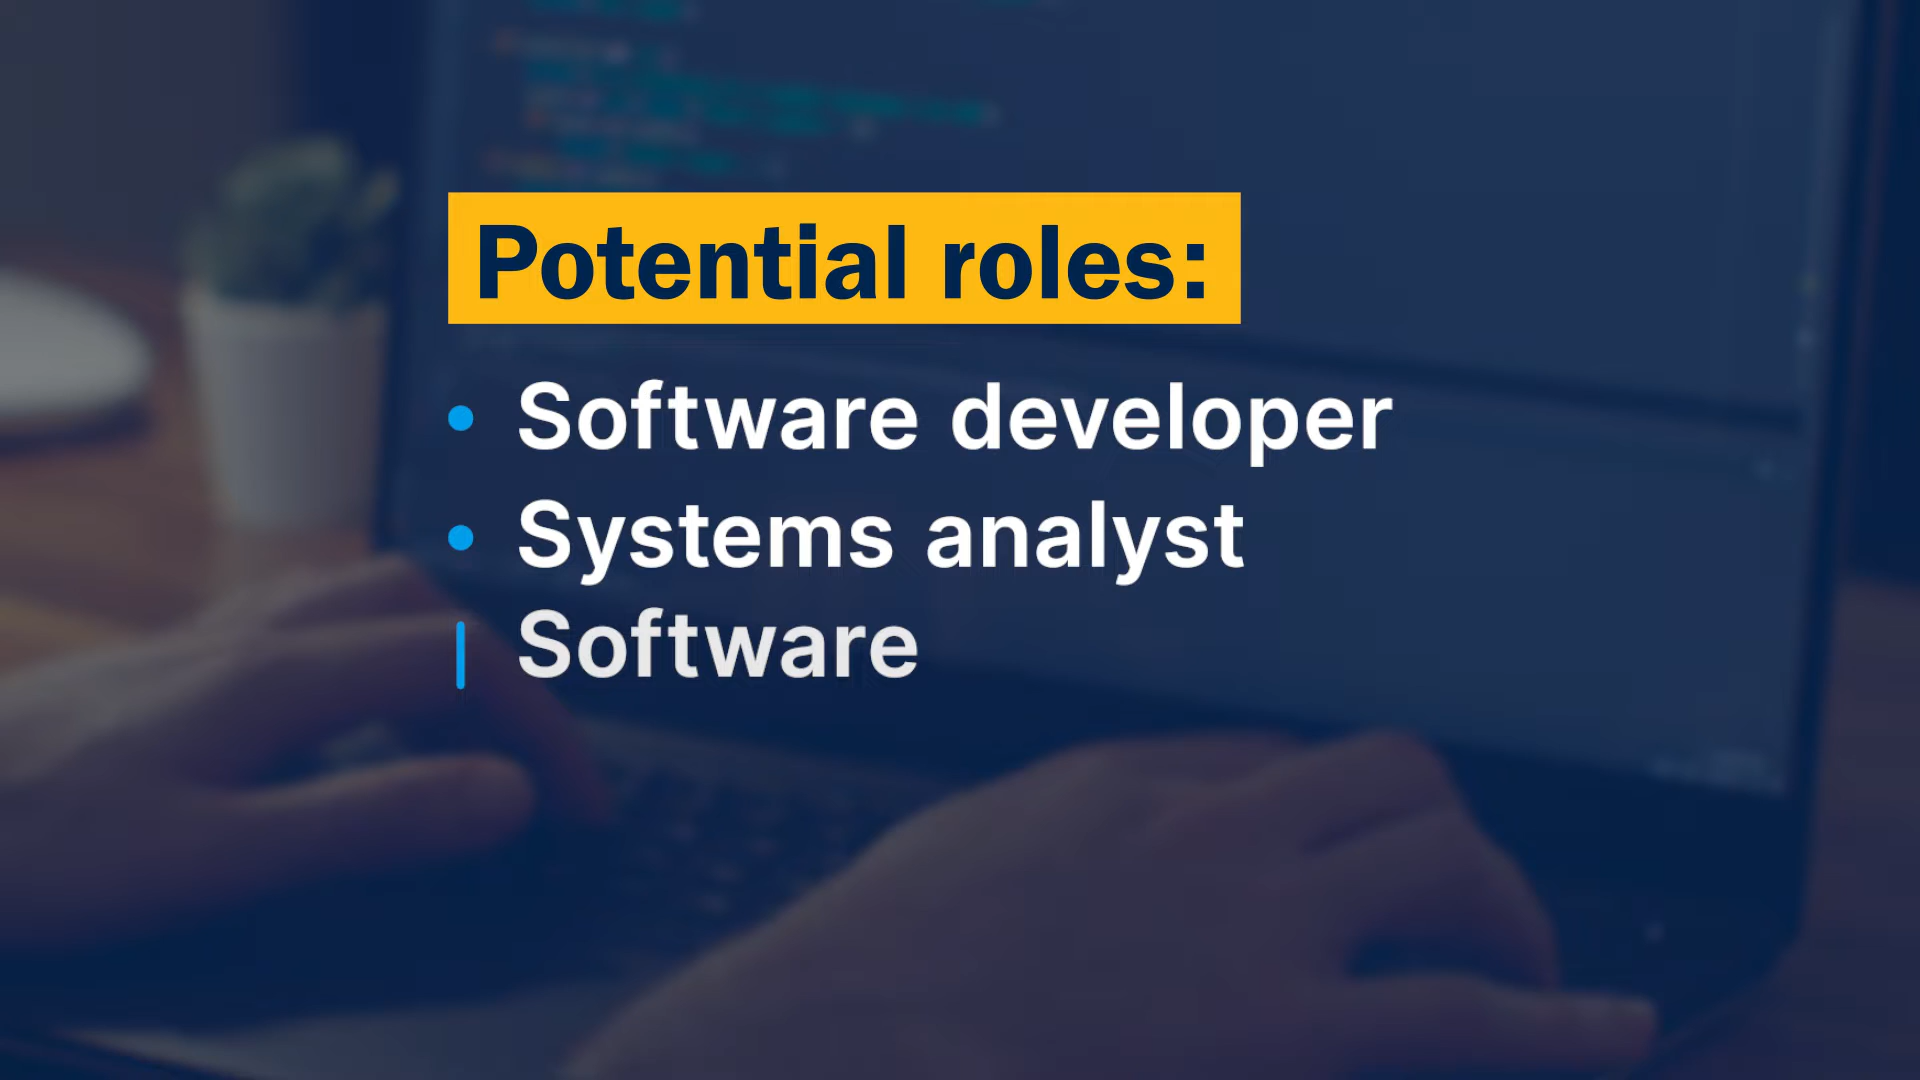 Potential roles:
• Software developer
• Systems analyst
Software